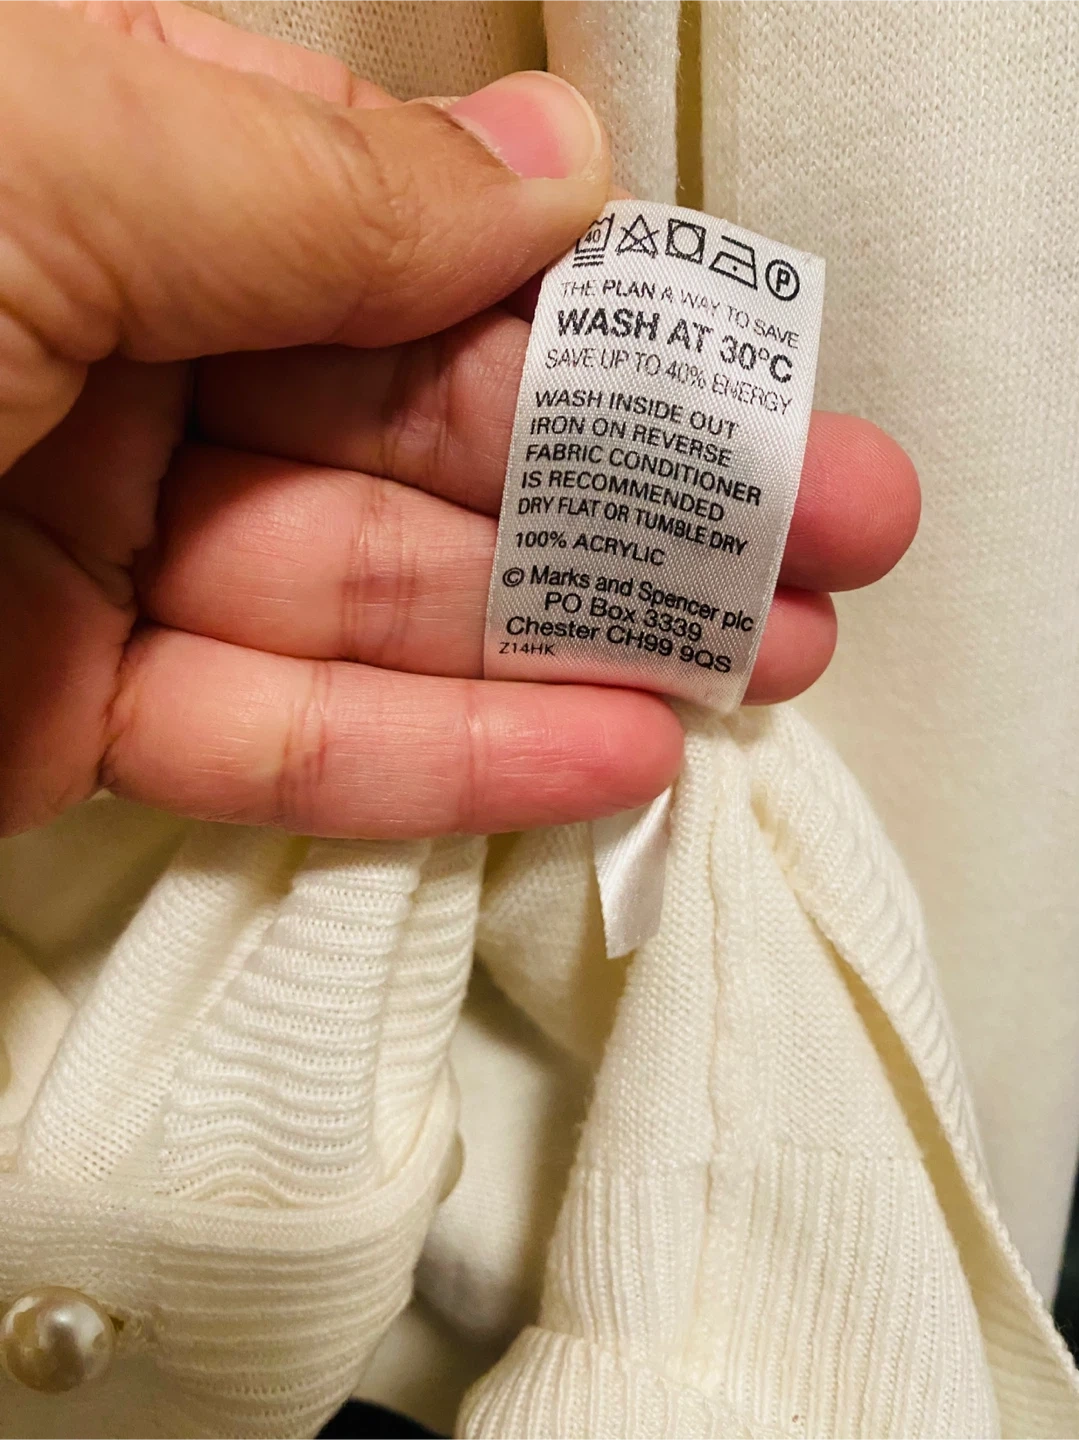 40 P
THE PLAN A WAY TO SAVE
WASH AT 30°C
SAVE UP TO 40% ENERGY
WASH INSIDE OUT
IRON ON REVERSE
FABRIC CONDITIONER
IS RECOMMENDED
DRY FLAT OR TUMBLE DRY
100% ACRYLIC
© Marks and Spencer plc
PO Box 3339
Chester CH99 9QS
Z14HK